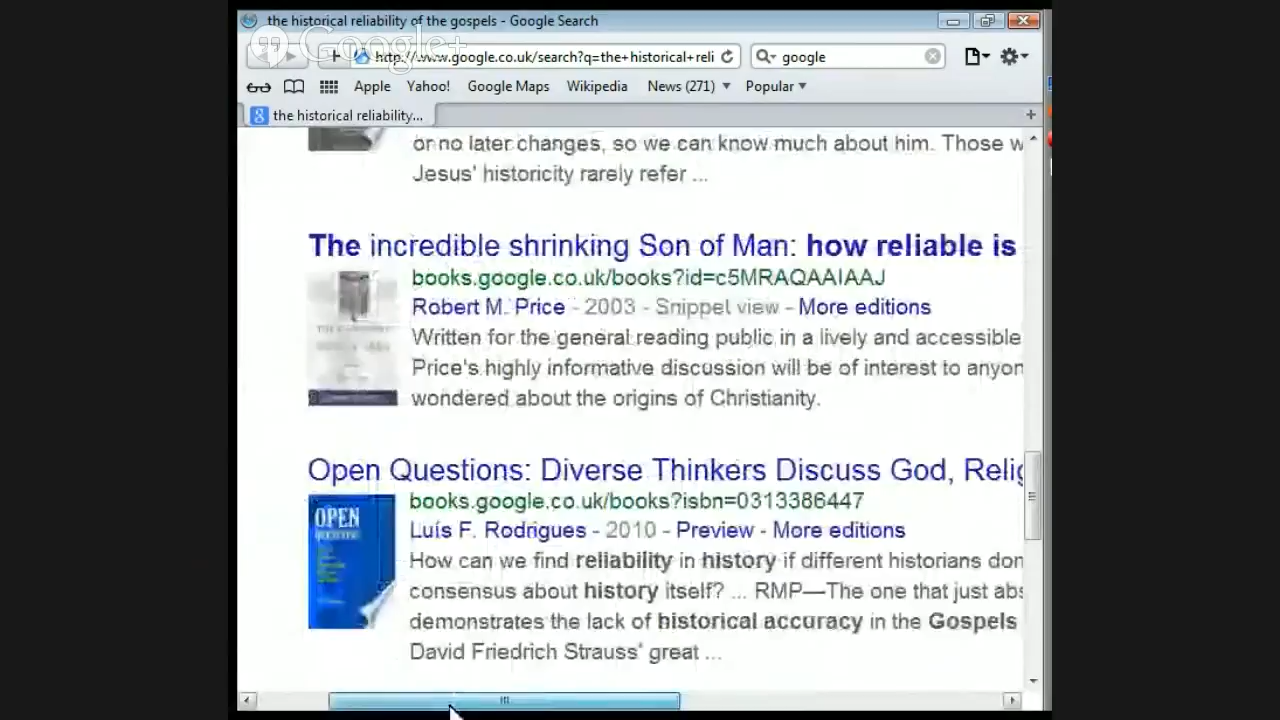 the historical reliability of the gospels - Google Search
Google+
http://www.google.co.uk/search?q=the+historical+reli
google
Apple Yahoo! Google Maps Wikipedia News (271) Popular
the historical reliability...
or no later changes, so we can know much about him. Those w
Jesus' historicity rarely refer ...
The incredible shrinking Son of Man: how reliable is
books.google.co.uk/books?id=c5MRAQAAIAAJ
Robert M. Price - 2003 - Snippet view - More editions
Written for the general reading public in a lively and accessible
Price's highly informative discussion will be of interest to anyon
wondered about the origins of Christianity.
Open Questions: Diverse Thinkers Discuss God, Relig
books.google.co.uk/books?isbn=0313386447
OPEN
Luís F. Rodrigues - 2010 - Preview - More editions
How can we find reliability in history if different historians don
consensus about history itself? ... RMP—The one that just abs
demonstrates the lack of historical accuracy in the Gospels
David Friedrich Strauss' great ...